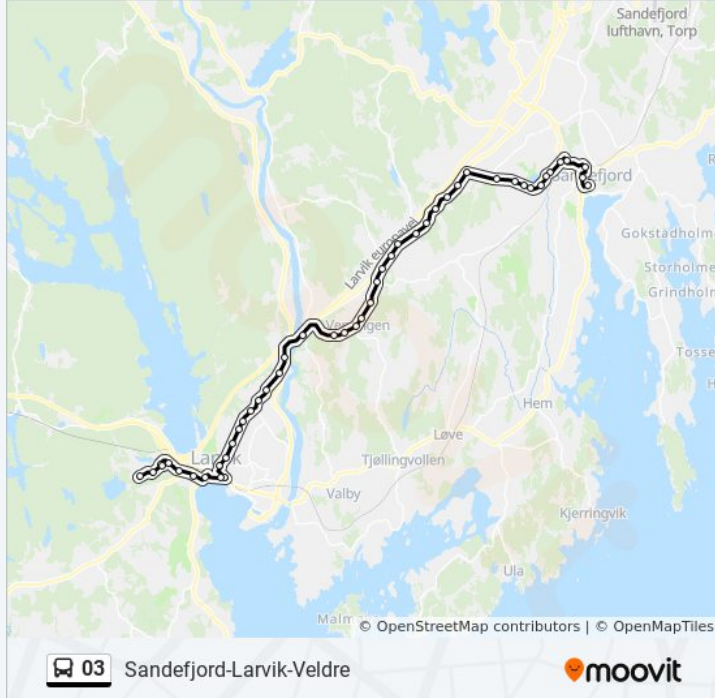 Sandefjord
lufthavn, Torp
Sandefjord
Gokstadholm
Storholme
Grindholm
Larvik europavei
Tosse
Hem
Løve
Larvik
Tjøllingvollen
Valby
Kjerringvik
Ula
Malm
© OpenStreetMap contributors | © OpenMapTiles
03 Sandefjord-Larvik-Veldre
moovit